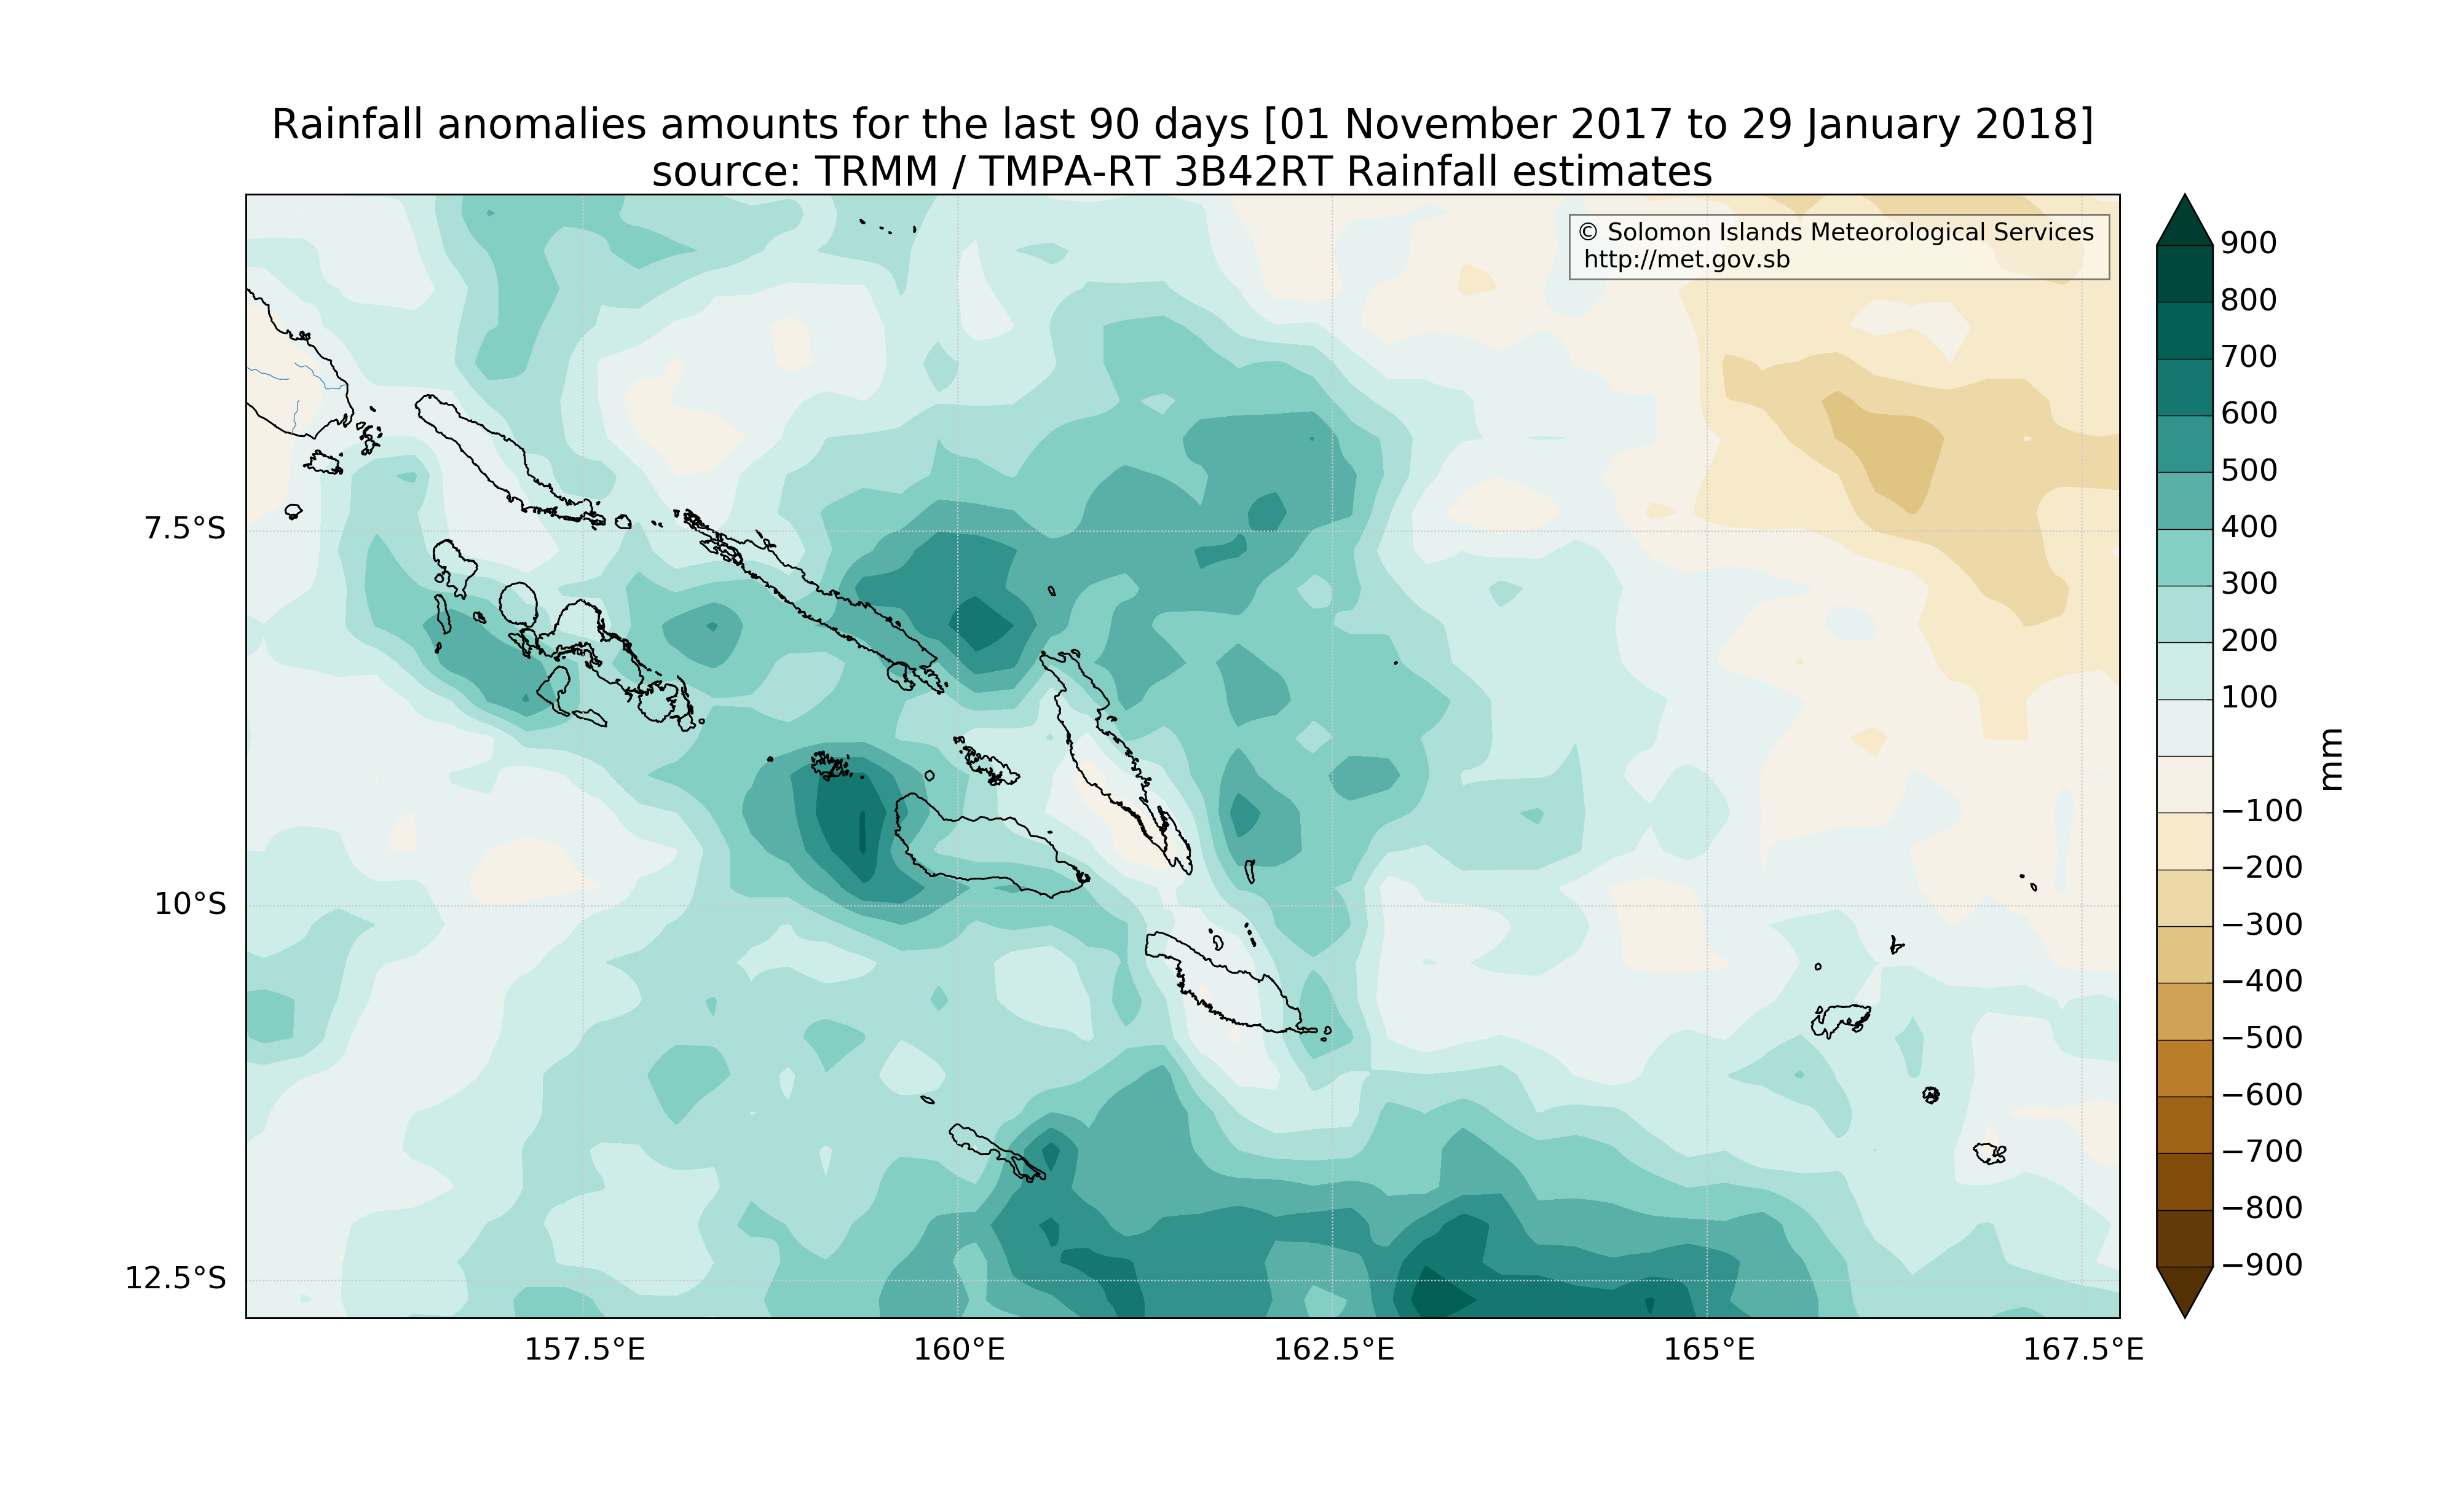 Rainfall anomalies amounts for the last 90 days [01 November 2017 to 29 January 2018]
source: TRMM / TMPA-RT 3B42RT Rainfall estimates
© Solomon Islands Meteorological Services
http://met.gov.sb
7.5°S
10°S
12.5°S
157.5°E
160°E
162.5°E
165°E
167.5°E
900
800
700
600
500
400
300
200
100
−100
−200
−300
−400
−500
−600
−700
−800
−900
mm